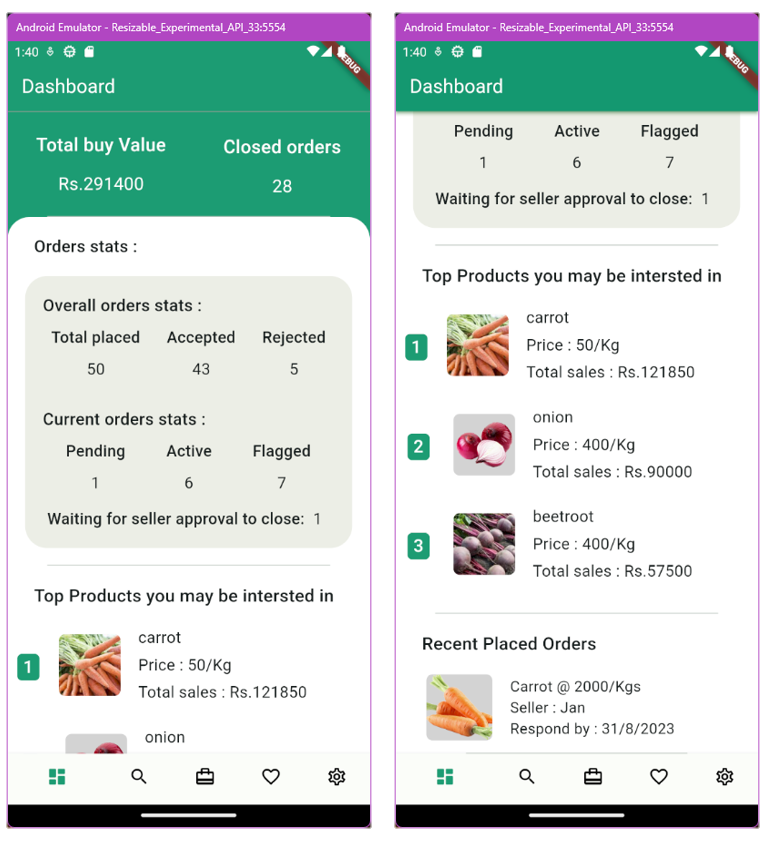 Android Emulator - Resizable_Experimental_API_33:5554
1:40
DEBUG
Dashboard
Total buy Value Closed orders
Rs.291400 28
Orders stats :
Overall orders stats :
Total placed Accepted Rejected
50 43 5
Current orders stats :
Pending Active Flagged
1 6 7
Waiting for seller approval to close: 1
Top Products you may be intersted in
1
carrot
Price : 50/Kg
Total sales : Rs.121850
onion
Android Emulator - Resizable_Experimental_API_33:5554
1:40
DEBUG
Dashboard
Pending Active Flagged
1 6 7
Waiting for seller approval to close: 1
Top Products you may be intersted in
1
carrot
Price : 50/Kg
Total sales : Rs.121850
2
onion
Price : 400/Kg
Total sales : Rs.90000
3
beetroot
Price : 400/Kg
Total sales : Rs.57500
Recent Placed Orders
Carrot @ 2000/Kgs
Seller : Jan
Respond by : 31/8/2023